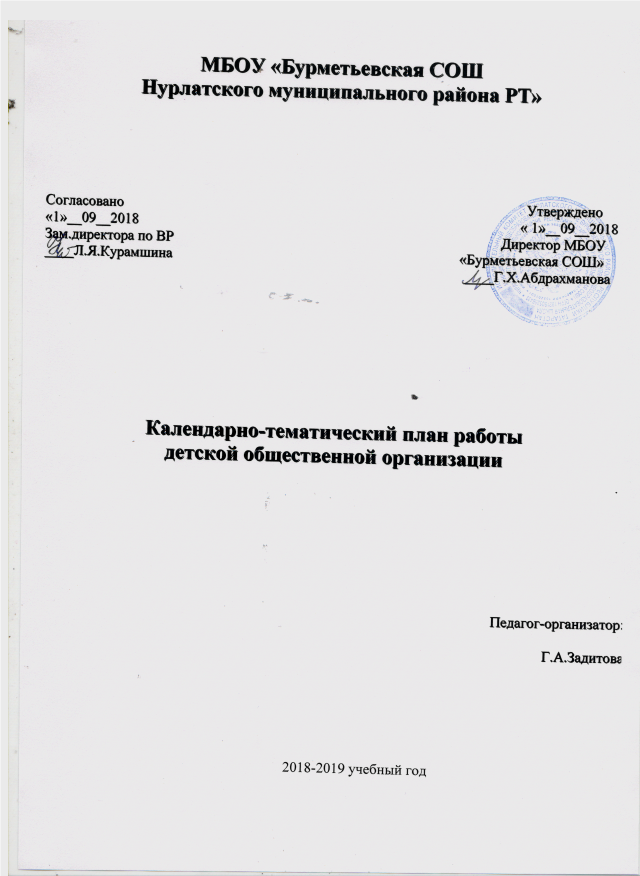 МБОУ «Бурметьевская СОШ
Нурлатского муниципального района РТ»
Согласовано
«1»__09__2018
Зам.директора по ВР
____Л.Я.Курамшина
Утверждено
« 1»__09__2018
Директор МБОУ
«Бурметьевская СОШ»
____Г.Х.Абдрахманова
Календарно-тематический план работы
детской общественной организации
Педагог-организатор:
Г.А.Задитова
2018-2019 учебный год